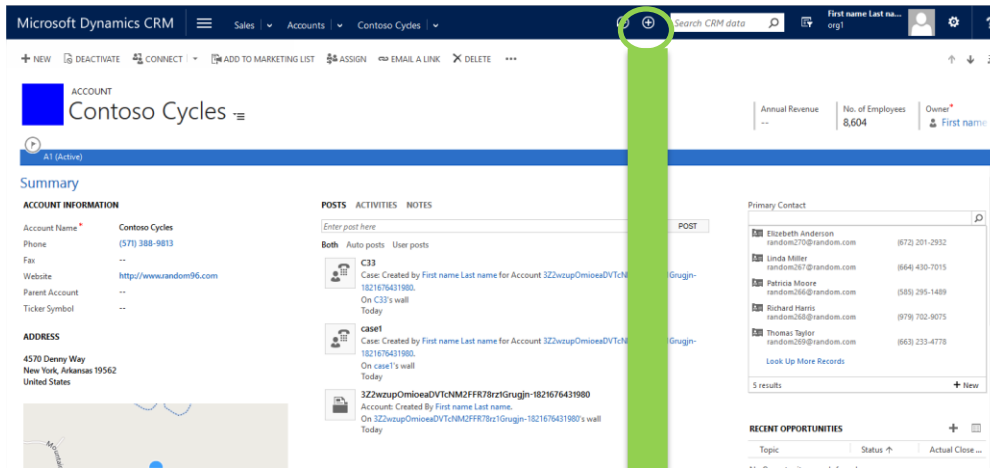 Microsoft Dynamics CRM Sales Accounts Contoso Cycles Search CRM data First name Last na...
org1
NEW DEACTIVATE CONNECT ADD TO MARKETING LIST ASSIGN EMAIL A LINK DELETE
ACCOUNT
Contoso Cycles
Annual Revenue
--
No. of Employees
8,604
Owner*
First name
A1 (Active)
Summary
ACCOUNT INFORMATION
Account Name* Contoso Cycles
Phone (571) 388-9813
Fax --
Website http://www.random96.com
Parent Account --
Ticker Symbol --
ADDRESS
4570 Denny Way
New York, Arkansas 19562
United States
Mountain
POSTS ACTIVITIES NOTES
Enter post here POST
Both Auto posts User posts
C33
Case: Created by First name Last name for Account Grugjn-
1821676431980.
On C33's wall
Today
case1
Case: Created by First name Last name for Account Grugjn-
1821676431980.
On case1's wall
Today
3Z2wzupOmioeaDVTcNM2FFR78rz1Grugjn-1821676431980
Account: Created By First name Last name.
On 3Z2wzupOmioeaDVTcNM2FFR78rz1Grugjn-1821676431980's wall
Today
Primary Contact
Elizebeth Anderson
random270@random.com (672) 201-2932
Linda Miller
random267@random.com (664) 430-7015
Patricia Moore
random266@random.com (585) 295-1489
Richard Harris
random268@random.com (979) 702-9075
Thomas Taylor
random269@random.com (663) 233-4778
Look Up More Records
5 results + New
RECENT OPPORTUNITIES
Topic Status Actual Close ...